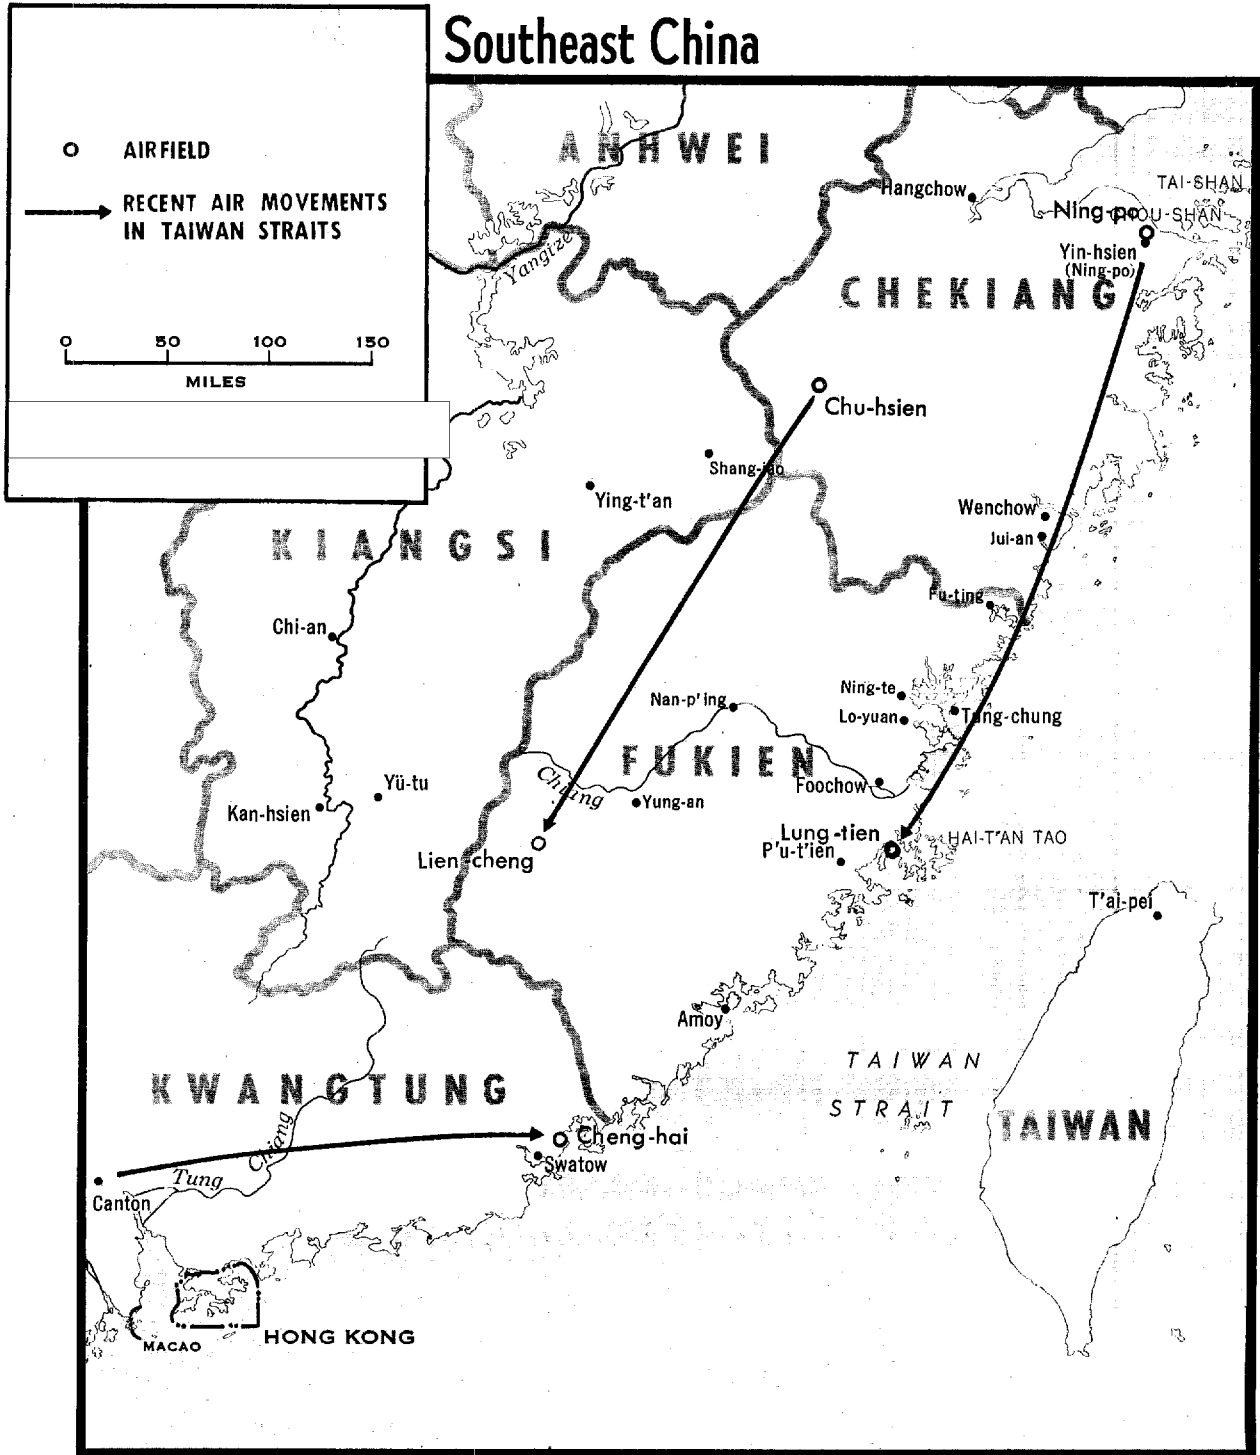 Southeast China
AIRFIELD
RECENT AIR MOVEMENTS
IN TAIWAN STRAITS
0 50 100 150
MILES
ANHWEI
Hangchow
TAI-SHAN
CHOU-SHAN
Ning-po
Yin-hsien
(Ning-po)
Yangtze
CHEKIANG
Chu-hsien
Shang-jao
Ying-t'an
Wenchow
Jui-an
KIANGSI
Fu-ting
Chi-an
Ning-te
Nan-p'ing
Lo-yuan
Tung-chung
FUKIEN
Chiang
Foochow
Yü-tu
Yung-an
Kan-hsien
Lung-tien
HAI-T'AN TAO
P'u-t'ien
Lien-cheng
T'ai-pei
Amoy
TAIWAN
STRAIT
KWANGTUNG
TAIWAN
Cheng-hai
Chiang
Swatow
Tung
Canton
HONG KONG
MACAO